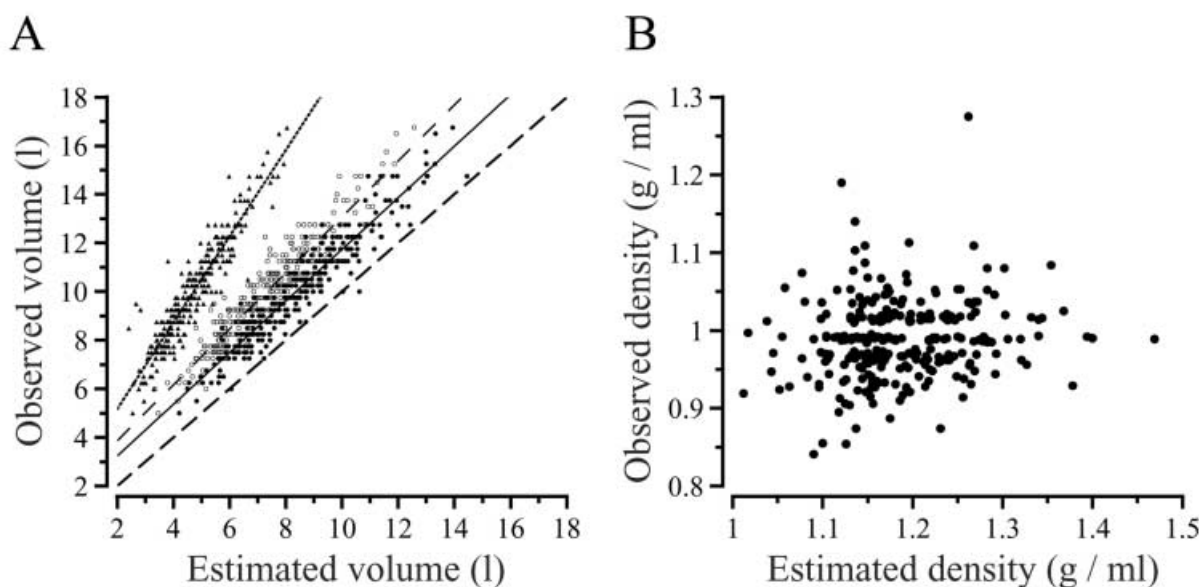 A
B
Observed volume (l)
18
16
14
12
10
8
6
4
2
2 4 6 8 10 12 14 16 18
Estimated volume (l)
Observed density (g / ml)
1.3
1.2
1.1
1
0.9
0.8
1 1.1 1.2 1.3 1.4 1.5
Estimated density (g / ml)